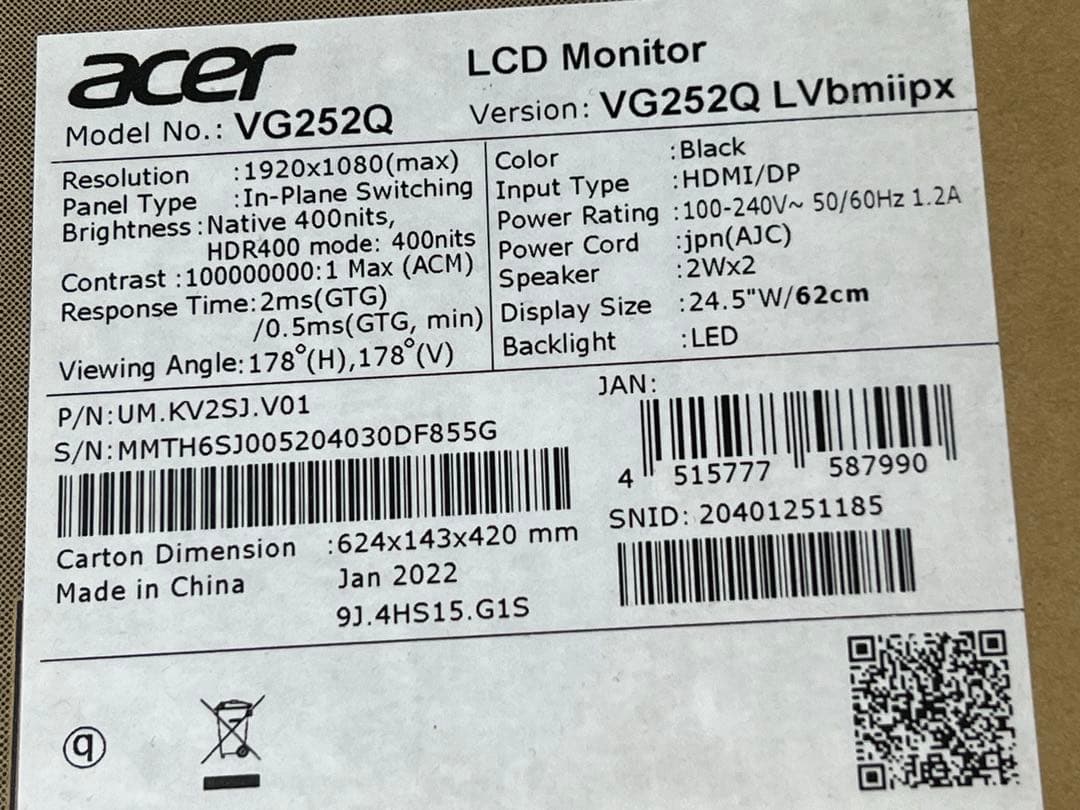 acer
LCD Monitor
Model No.: VG252Q
Version: VG252Q LVbmiipx
Resolution :1920x1080(max)
Panel Type :In-Plane Switching
Brightness:Native 400nits,
HDR400 mode: 400nits
Contrast :100000000:1 Max (ACM)
Response Time:2ms(GTG)
/0.5ms(GTG, min)
Viewing Angle:178°(H),178°(V)
Color :Black
Input Type :HDMI/DP
Power Rating :100-240V~ 50/60Hz 1.2A
Power Cord :jpn(AJC)
Speaker :2Wx2
Display Size :24.5"W/62cm
Backlight :LED
P/N:UM.KV2SJ.V01
S/N:MMTH6SJ005204030DF855G
Carton Dimension :624x143x420 mm
Made in China Jan 2022
9J.4HS15.G1S
JAN:
4 515777 587990
SNID: 20401251185
q